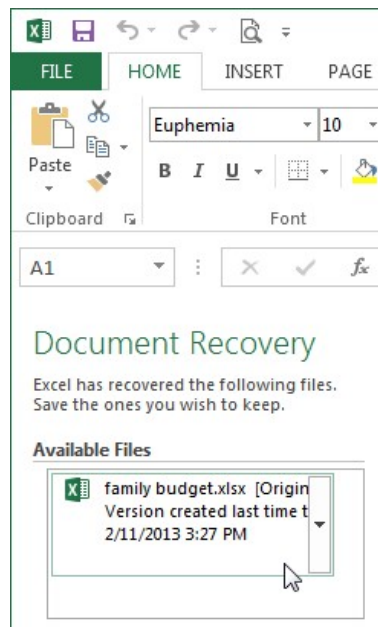 FILE HOME INSERT PAGE
Euphemia 10
Paste
B I U
Clipboard Font
A1 fx
Document Recovery
Excel has recovered the following files.
Save the ones you wish to keep.
Available Files
family budget.xlsx [Origin
Version created last time t
2/11/2013 3:27 PM